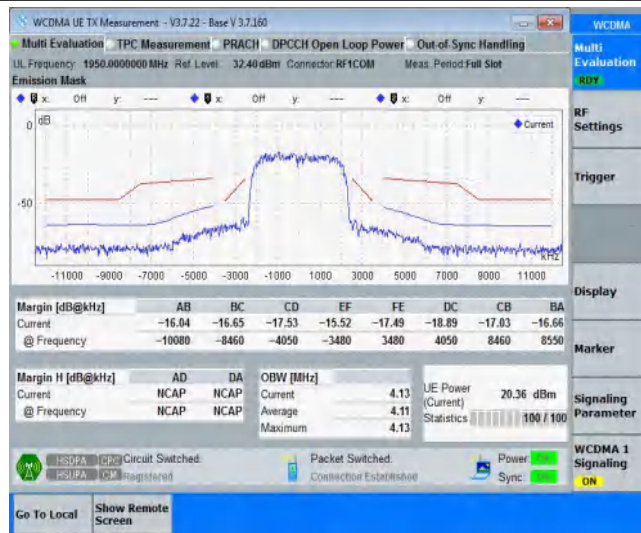 WCDMA UE TX Measurement - V3.7.22 - Base V 3.7.160
WCDMA
Multi Evaluation TPC Measurement PRACH DPCCH Open Loop Power Out-of-Sync Handling
Multi Evaluation
RDY
UL Frequency 1950.0000000 MHz Ref. Level: 32.40 dBm Connector: RF1COM Meas. Period: Full Slot
Emission Mask
x: Off y: --- x: Off y: --- x: Off y: ---
RF Settings
dB
Current
0
Trigger
-50
kHz
-11000 -9000 -7000 -5000 -3000 -1000 1000 3000 5000 7000 9000 11000
Display
Margin [dB@kHz] AB BC CD EF FE DC CB BA
Current -16.04 -16.65 -17.53 -15.52 -17.49 -18.89 -17.03 -16.66
@ Frequency -10080 -8460 -4050 -3480 3480 4050 8460 8550
Marker
Margin H [dB@kHz] AD DA
Current NCAP NCAP
@ Frequency NCAP NCAP
OBW [MHz]
Current 4.13
Average 4.11
Maximum 4.13
UE Power
(Current) 20.36 dBm
Statistics 100 / 100
Signaling Parameter
HSDPA CPC Circuit Switched: Packet Switched: Power: ON
HSUPA CM Registered Connection Established Sync: ON
WCDMA 1
Signaling
ON
Go To Local
Show Remote Screen